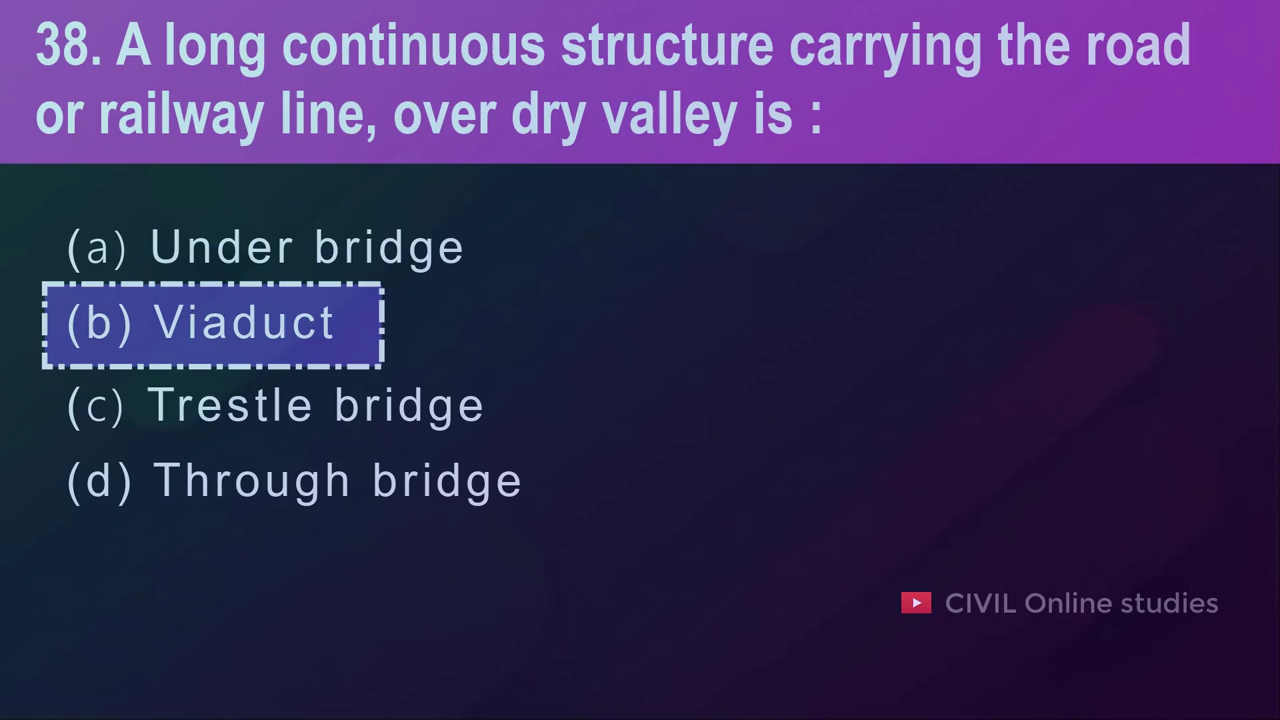 38. A long continuous structure carrying the road
or railway line, over dry valley is :
(a) Under bridge
(b) Viaduct
(c) Trestle bridge
(d) Through bridge
CIVIL Online studies